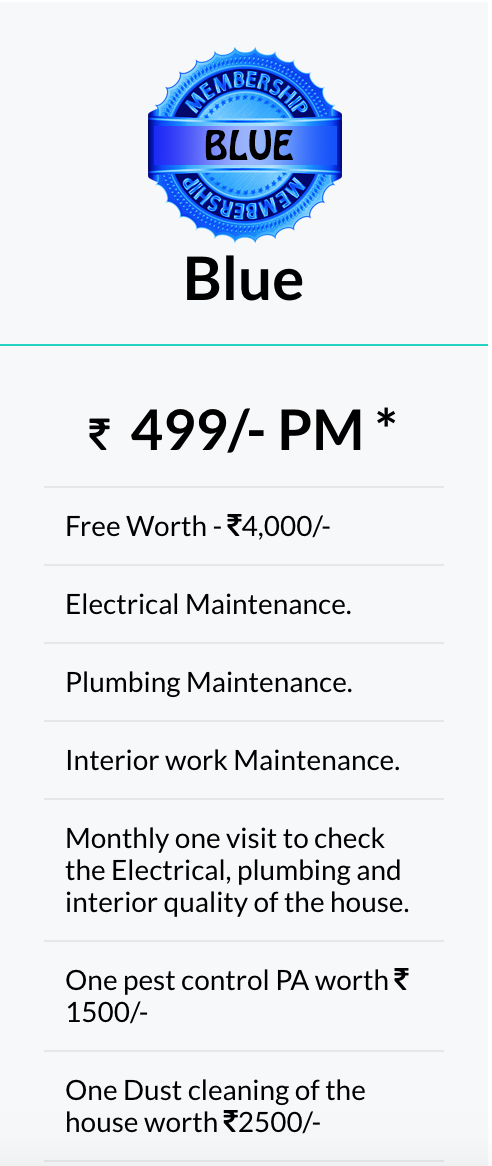 MEMBERSHIP
BLUE
MEMBERSHIP
Blue
₹ 499/- PM *
Free Worth - ₹4,000/-
Electrical Maintenance.
Plumbing Maintenance.
Interior work Maintenance.
Monthly one visit to check
the Electrical, plumbing and
interior quality of the house.
One pest control PA worth ₹
1500/-
One Dust cleaning of the
house worth ₹2500/-